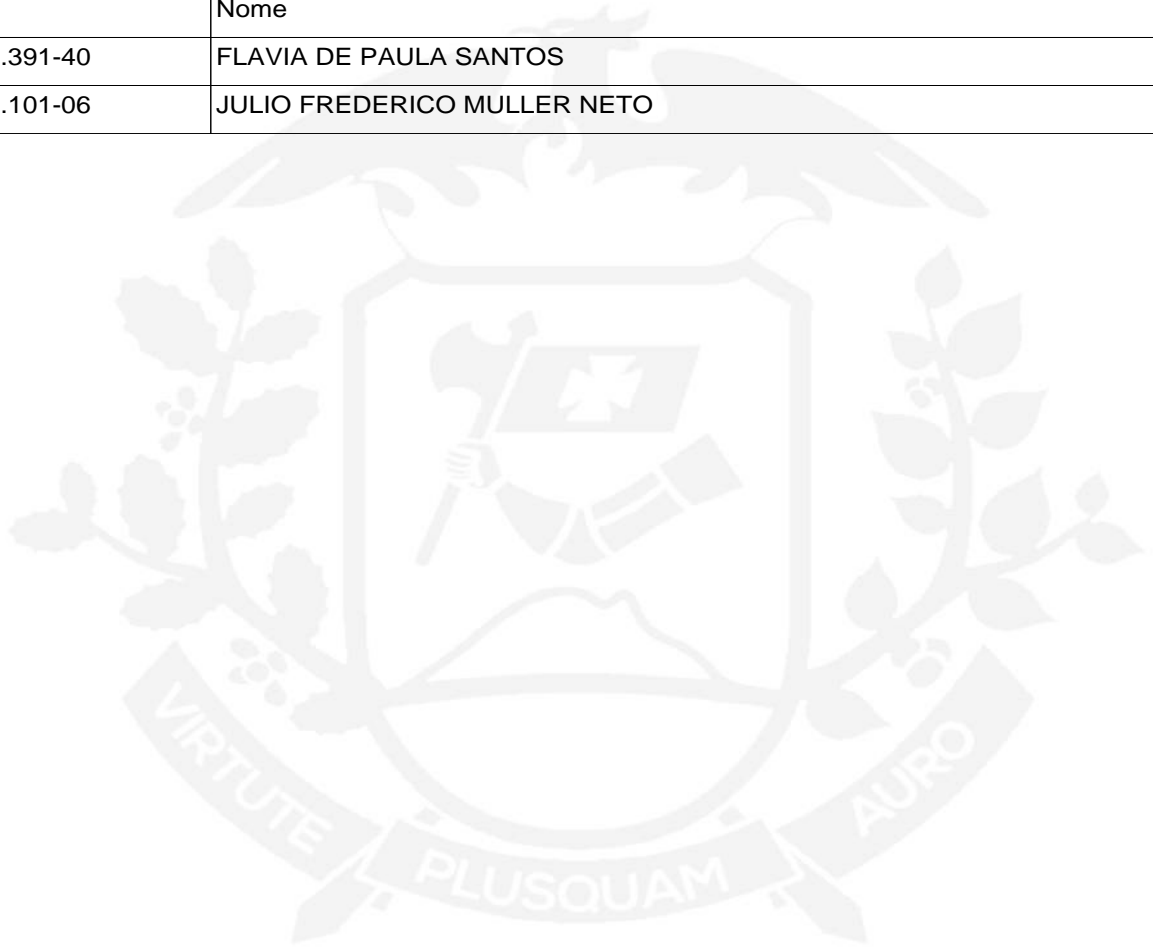 Nome
.391-40 FLAVIA DE PAULA SANTOS
.101-06 JULIO FREDERICO MULLER NETO
VIRTUTE PLUSQUAM AURO